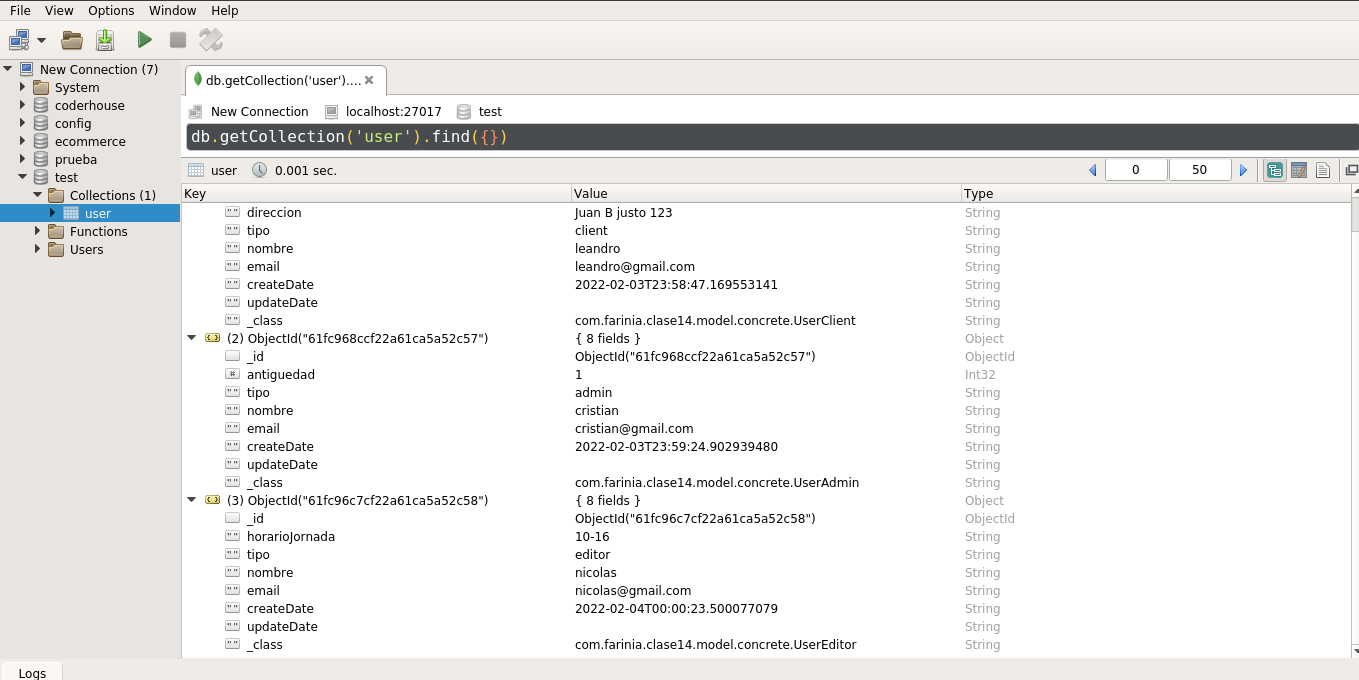 File View Options Window Help
New Connection (7)
System
coderhouse
config
ecommerce
prueba
test
Collections (1)
user
Functions
Users
db.getCollection('user')....
New Connection localhost:27017 test
db.getCollection('user').find({})
user 0.001 sec. 0 50
Key Value Type
direccion Juan B justo 123 String
tipo client String
nombre leandro String
email leandro@gmail.com String
createDate 2022-02-03T23:58:47.169553141 String
updateDate String
_class com.farinia.clase14.model.concrete.UserClient String
(2) ObjectId("61fc968ccf22a61ca5a52c57") { 8 fields } Object
_id ObjectId("61fc968ccf22a61ca5a52c57") ObjectId
antiguedad 1 Int32
tipo admin String
nombre cristian String
email cristian@gmail.com String
createDate 2022-02-03T23:59:24.902939480 String
updateDate String
_class com.farinia.clase14.model.concrete.UserAdmin String
(3) ObjectId("61fc96c7cf22a61ca5a52c58") { 8 fields } Object
_id ObjectId("61fc96c7cf22a61ca5a52c58") ObjectId
horarioJornada 10-16 String
tipo editor String
nombre nicolas String
email nicolas@gmail.com String
createDate 2022-02-04T00:00:23.500077079 String
updateDate String
_class com.farinia.clase14.model.concrete.UserEditor String
Logs